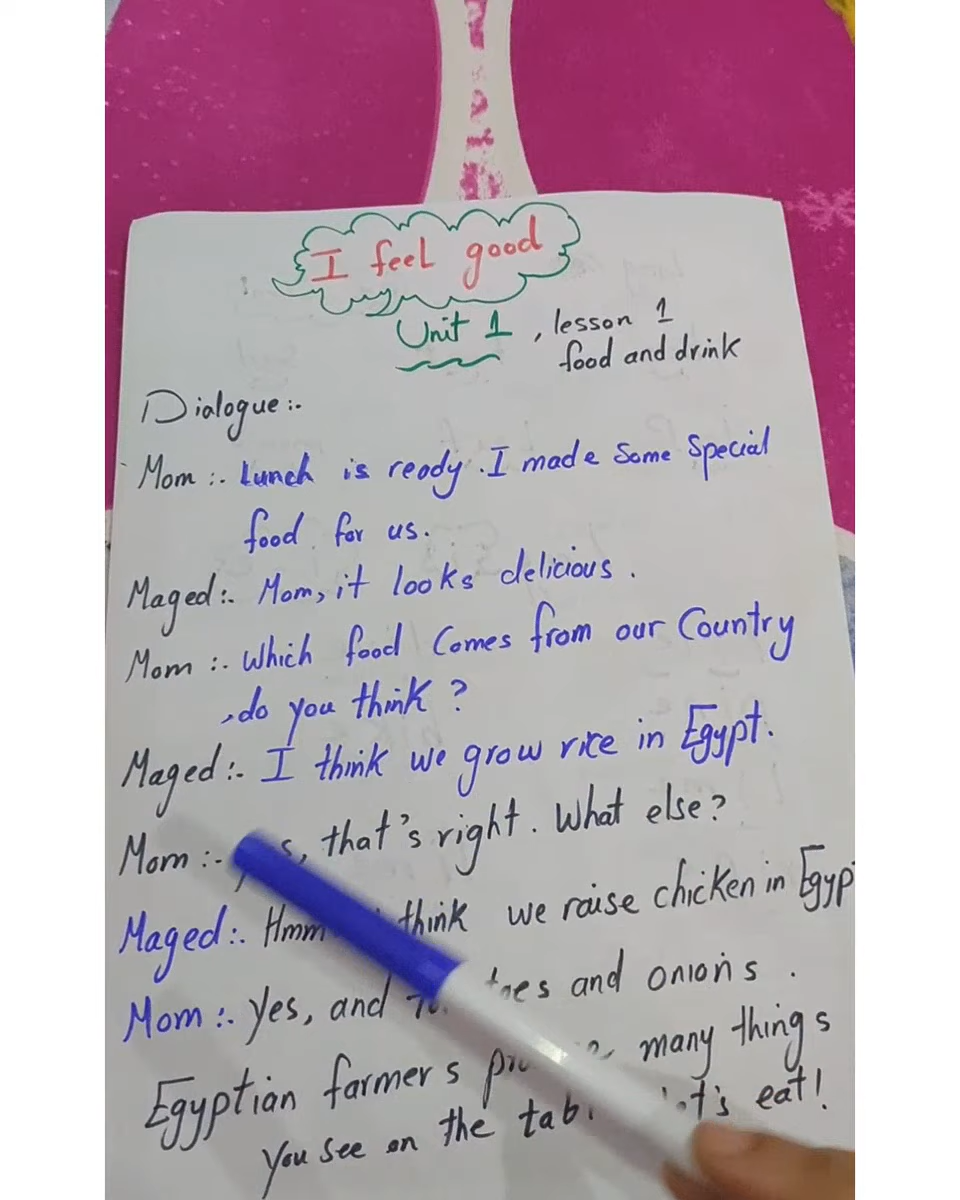 I feel good
Unit 1, lesson 1
food and drink
Dialogue:-
Mom:- Lunch is ready. I made some special
food for us.
Maged:- Mom, it looks delicious.
Mom:- which food comes from our country
, do you think?
Maged:- I think we grow rice in Egypt.
Mom:- that's right. What else?
Maged:- Hmm think we raise chicken in Egyp
Mom:- yes, and and onions.
Egyptian farmers many things
you see on the eat!